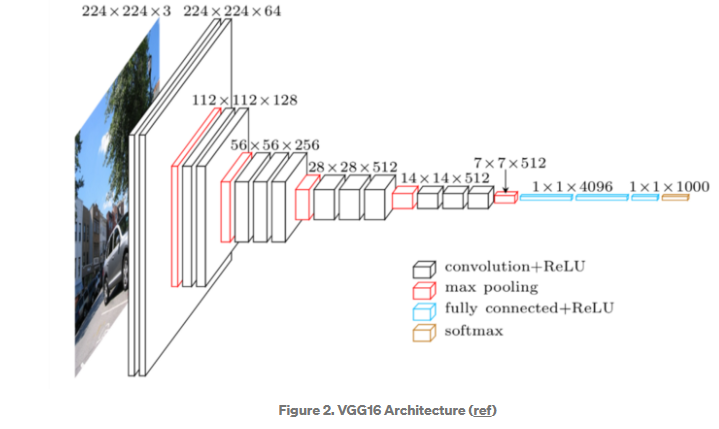 224×224×3 224×224×64
112×112×128
56×56×256
28×28×512
14×14×512
7×7×512
1×1×4096 1×1×1000
convolution+ReLU
max pooling
fully connected+ReLU
softmax
Figure 2. VGG16 Architecture (ref)